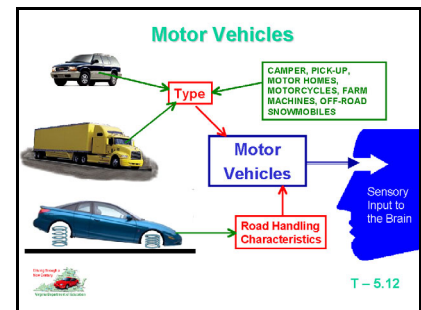 Motor Vehicles
CAMPER, PICK-UP,
MOTOR HOMES,
MOTORCYCLES, FARM
MACHINES, OFF-ROAD
SNOWMOBILES
Type
Motor
Vehicles
Sensory
Input to
the Brain
Road Handling
Characteristics
T – 5.12